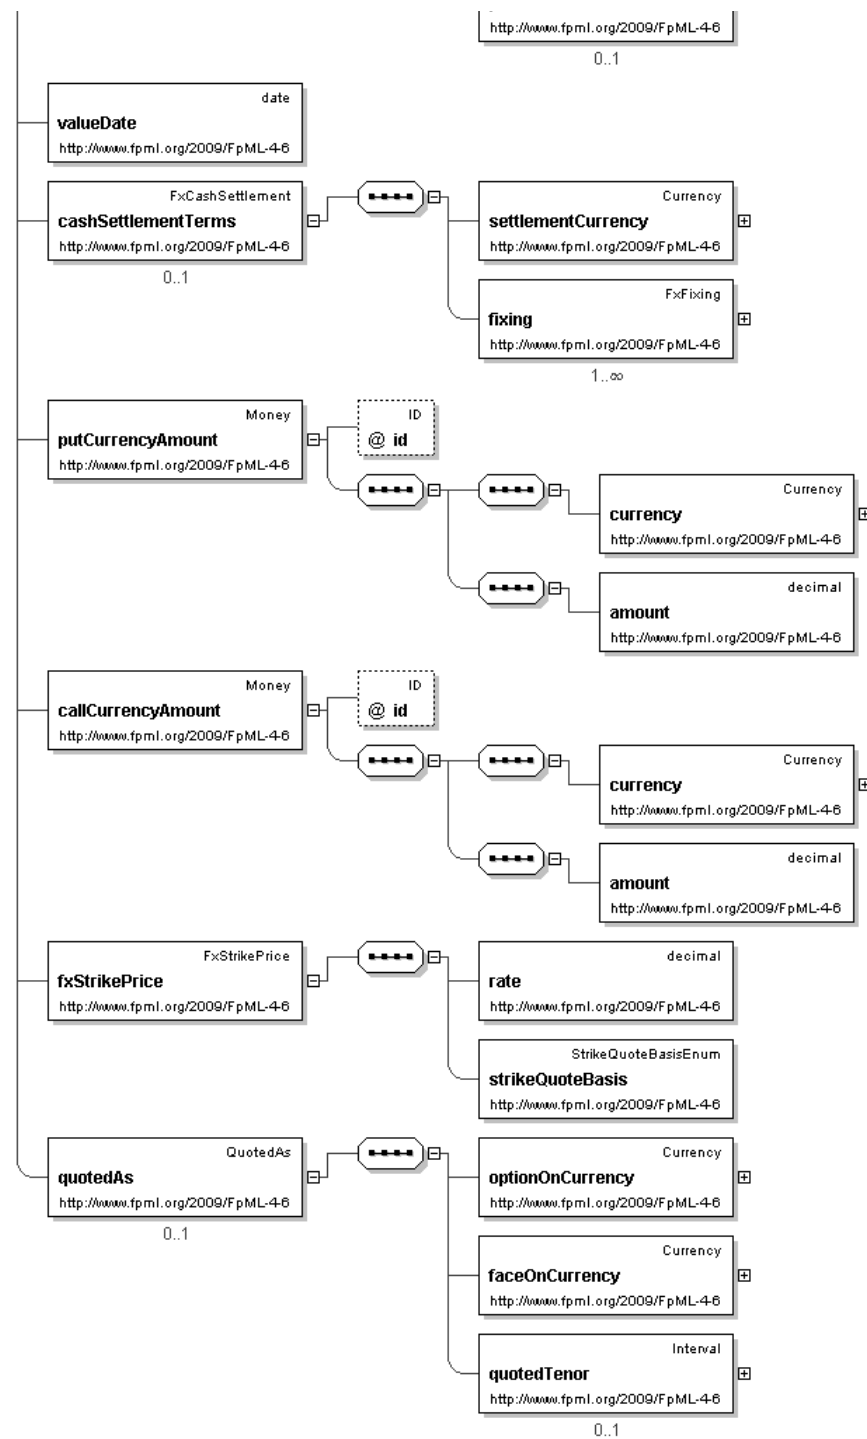 http://www.fpml.org/2009/FpML-4-6
0..1
date
valueDate
http://www.fpml.org/2009/FpML-4-6
FxCashSettlement
cashSettlementTerms
http://www.fpml.org/2009/FpML-4-6
0..1
Currency
settlementCurrency
http://www.fpml.org/2009/FpML-4-6
FxFixing
fixing
http://www.fpml.org/2009/FpML-4-6
1..∞
Money
putCurrencyAmount
http://www.fpml.org/2009/FpML-4-6
ID
@ id
Currency
currency
http://www.fpml.org/2009/FpML-4-6
decimal
amount
http://www.fpml.org/2009/FpML-4-6
Money
callCurrencyAmount
http://www.fpml.org/2009/FpML-4-6
ID
@ id
Currency
currency
http://www.fpml.org/2009/FpML-4-6
decimal
amount
http://www.fpml.org/2009/FpML-4-6
FxStrikePrice
fxStrikePrice
http://www.fpml.org/2009/FpML-4-6
decimal
rate
http://www.fpml.org/2009/FpML-4-6
StrikeQuoteBasisEnum
strikeQuoteBasis
http://www.fpml.org/2009/FpML-4-6
QuotedAs
quotedAs
http://www.fpml.org/2009/FpML-4-6
0..1
Currency
optionOnCurrency
http://www.fpml.org/2009/FpML-4-6
Currency
faceOnCurrency
http://www.fpml.org/2009/FpML-4-6
Interval
quotedTenor
http://www.fpml.org/2009/FpML-4-6
0..1